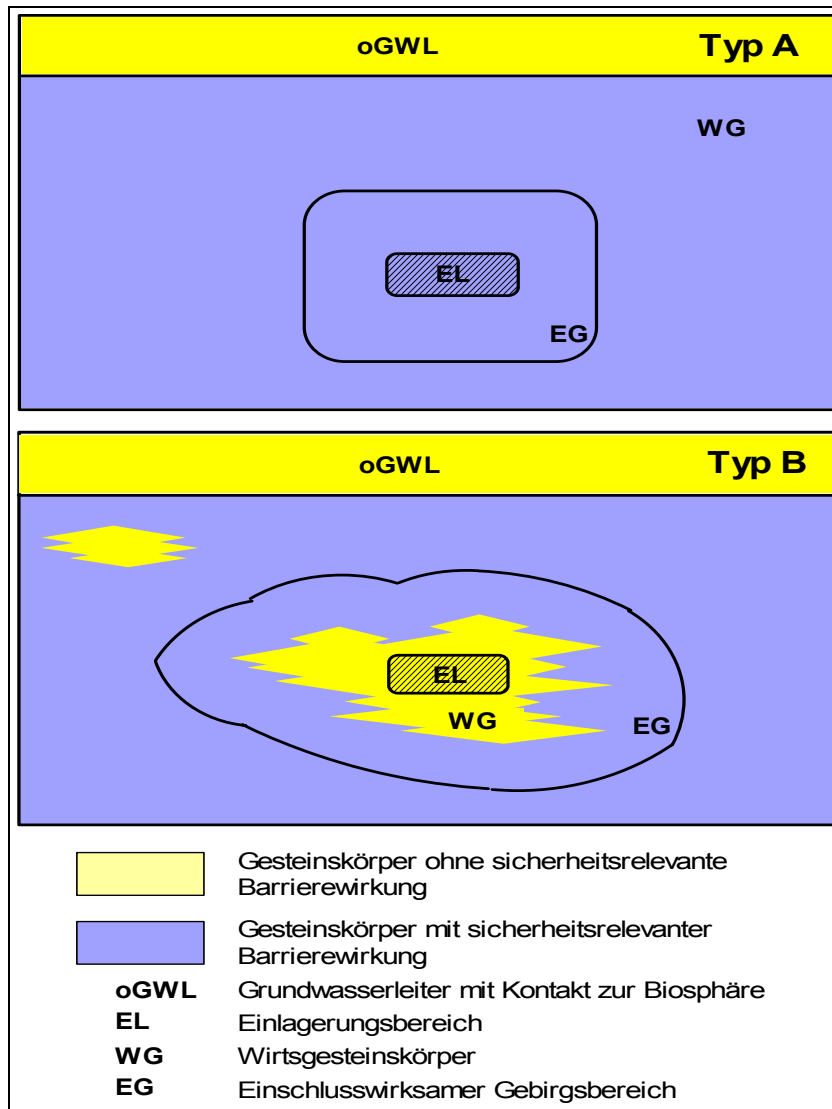 oGWL
Typ A
WG
EL
EG
oGWL
Typ B
EL
WG
EG
Gesteinskörper ohne sicherheitsrelevante
Barrierewirkung
Gesteinskörper mit sicherheitsrelevanter
Barrierewirkung
oGWL Grundwasserleiter mit Kontakt zur Biosphäre
EL Einlagerungsbereich
WG Wirtsgesteinskörper
EG Einschlusswirksamer Gebirgsbereich